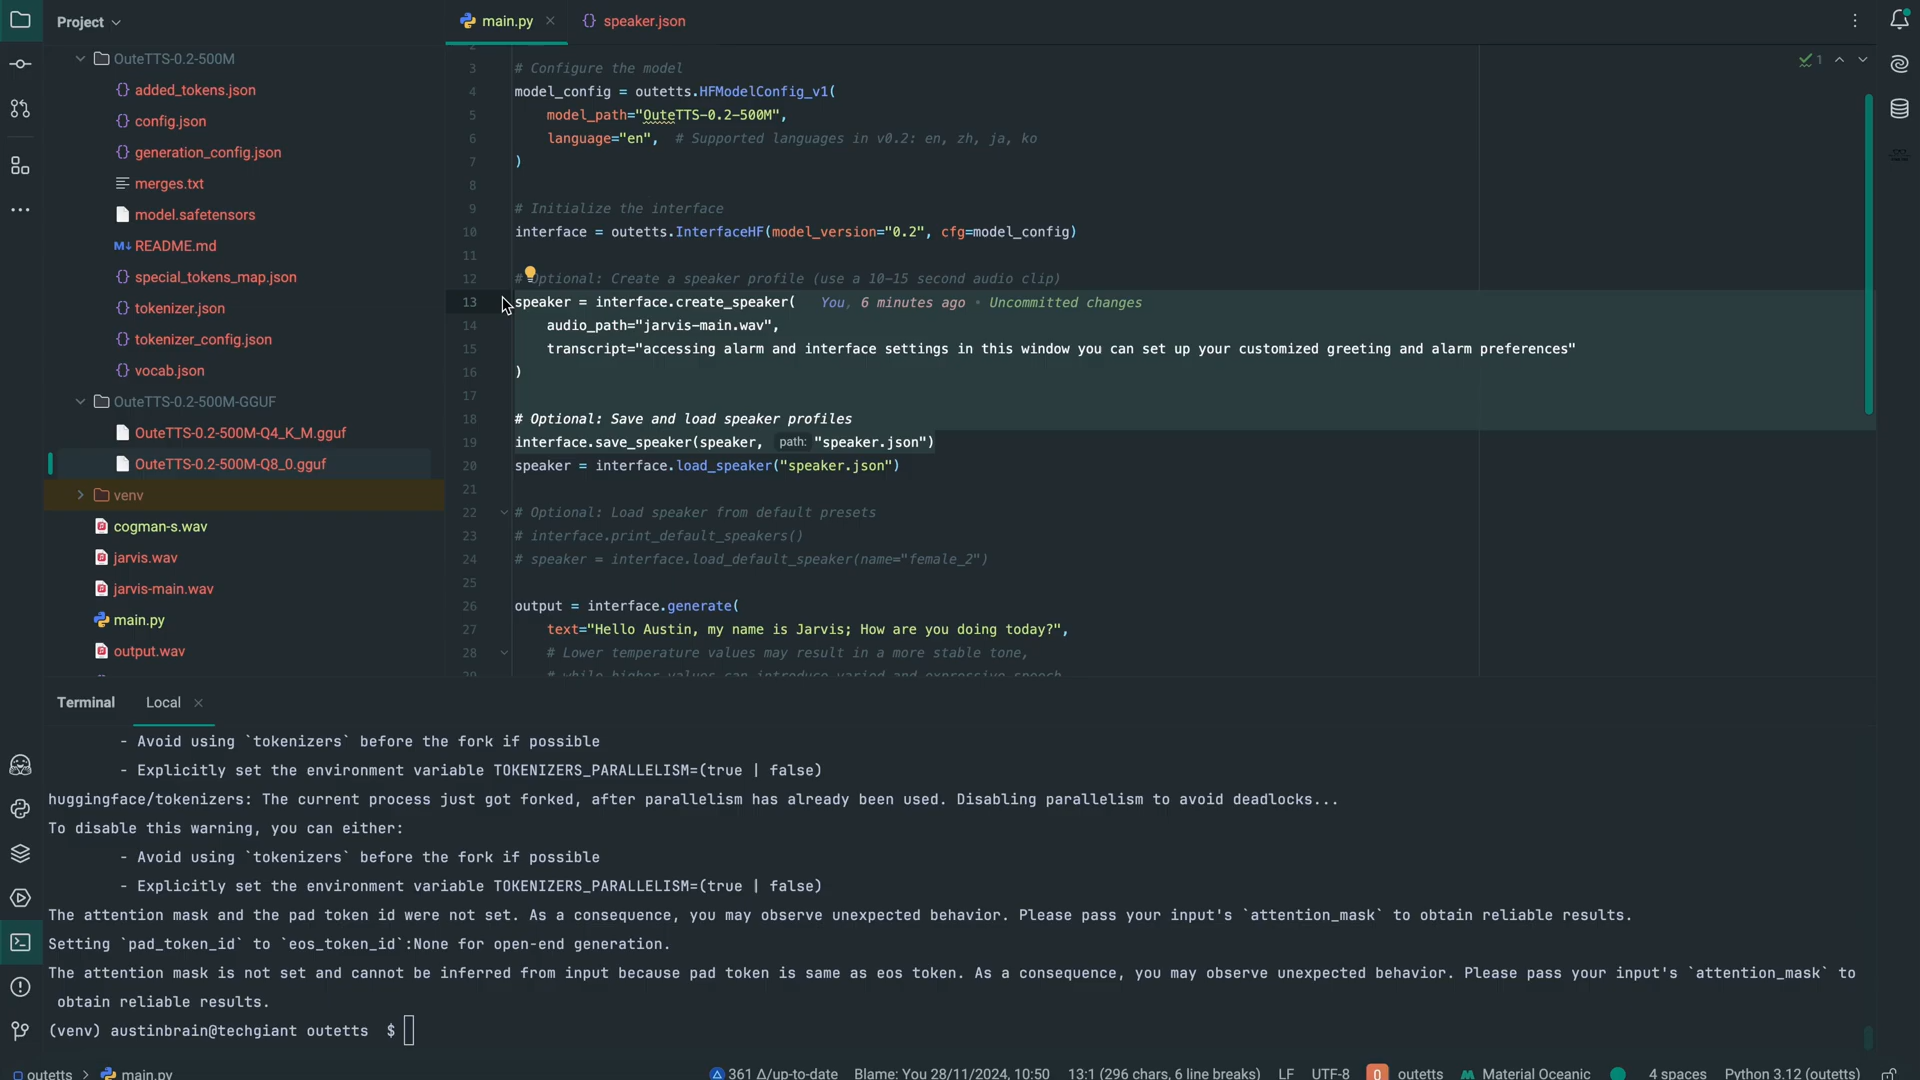 Project
main.py
speaker.json
OuteTTS-0.2-500M
added_tokens.json
config.json
generation_config.json
merges.txt
model.safetensors
README.md
special_tokens_map.json
tokenizer.json
tokenizer_config.json
vocab.json
OuteTTS-0.2-500M-GGUF
OuteTTS-0.2-500M-Q4_K_M.gguf
OuteTTS-0.2-500M-Q8_0.gguf
venv
cogman-s.wav
jarvis.wav
jarvis-main.wav
main.py
output.wav
1
3 # Configure the model
4 model_config = outetts.HFModelConfig_v1(
5 model_path="OuteTTS-0.2-500M",
6 language="en", # Supported languages in v0.2: en, zh, ja, ko
7 )
8
9 # Initialize the interface
10 interface = outetts.InterfaceHF(model_version="0.2", cfg=model_config)
11
12 # Optional: Create a speaker profile (use a 10-15 second audio clip)
13 speaker = interface.create_speaker( You, 6 minutes ago • Uncommitted changes
14 audio_path="jarvis-main.wav",
15 transcript="accessing alarm and interface settings in this window you can set up your customized greeting and alarm preferences"
16 )
17
18 # Optional: Save and load speaker profiles
19 interface.save_speaker(speaker, path: "speaker.json")
20 speaker = interface.load_speaker("speaker.json")
21
22 # Optional: Load speaker from default presets
23 # interface.print_default_speakers()
24 # speaker = interface.load_default_speaker(name="female_2")
25
26 output = interface.generate(
27 text="Hello Austin, my name is Jarvis; How are you doing today?",
28 # Lower temperature values may result in a more stable tone,
29 # while higher values can introduce varied and expressive speech
Terminal Local
- Avoid using `tokenizers` before the fork if possible
- Explicitly set the environment variable TOKENIZERS_PARALLELISM=(true | false)
huggingface/tokenizers: The current process just got forked, after parallelism has already been used. Disabling parallelism to avoid deadlocks...
To disable this warning, you can either:
- Avoid using `tokenizers` before the fork if possible
- Explicitly set the environment variable TOKENIZERS_PARALLELISM=(true | false)
The attention mask and the pad token id were not set. As a consequence, you may observe unexpected behavior. Please pass your input's `attention_mask` to obtain reliable results.
Setting `pad_token_id` to `eos_token_id`:None for open-end generation.
The attention mask is not set and cannot be inferred from input because pad token is same as eos token. As a consequence, you may observe unexpected behavior. Please pass your input's `attention_mask` to
obtain reliable results.
(venv) austinbrain@techgiant outetts $
outetts > main.py 361 Δ/up-to-date Blame: You 28/11/2024, 10:50 13:1 (296 chars, 6 line breaks) LF UTF-8 outetts Material Oceanic 4 spaces Python 3.12 (outetts)